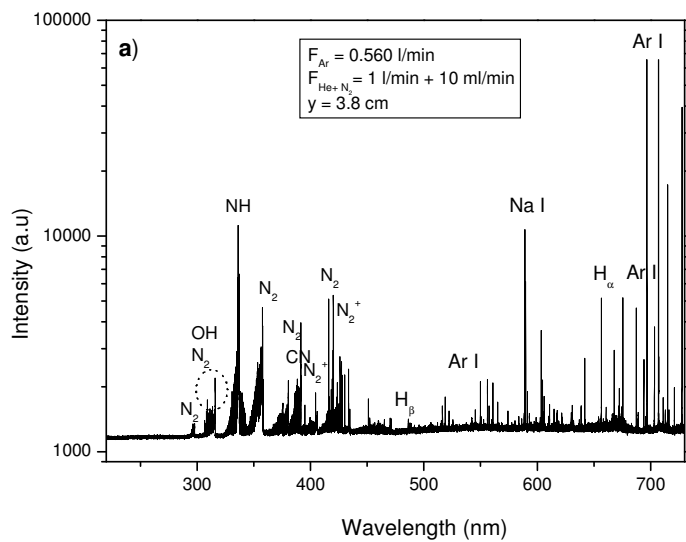 a)
F_Ar = 0.560 l/min
F_He+ N₂ = 1 l/min + 10 ml/min
y = 3.8 cm
Ar I
NH
Na I
N₂
N₂
N₂⁺
H_α
Ar I
OH
N₂
N₂
CN
N₂⁺
Ar I
N₂
H_β
100000
10000
1000
Intensity (a.u)
300
400
500
600
700
Wavelength (nm)